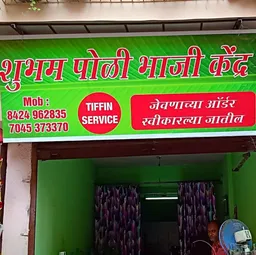 शुभम पोळी भाजी केंद्र
Mob :
8424 962835
7045 373370
TIFFIN
SERVICE
जेवणाच्या ऑर्डर
स्वीकारल्या जातील